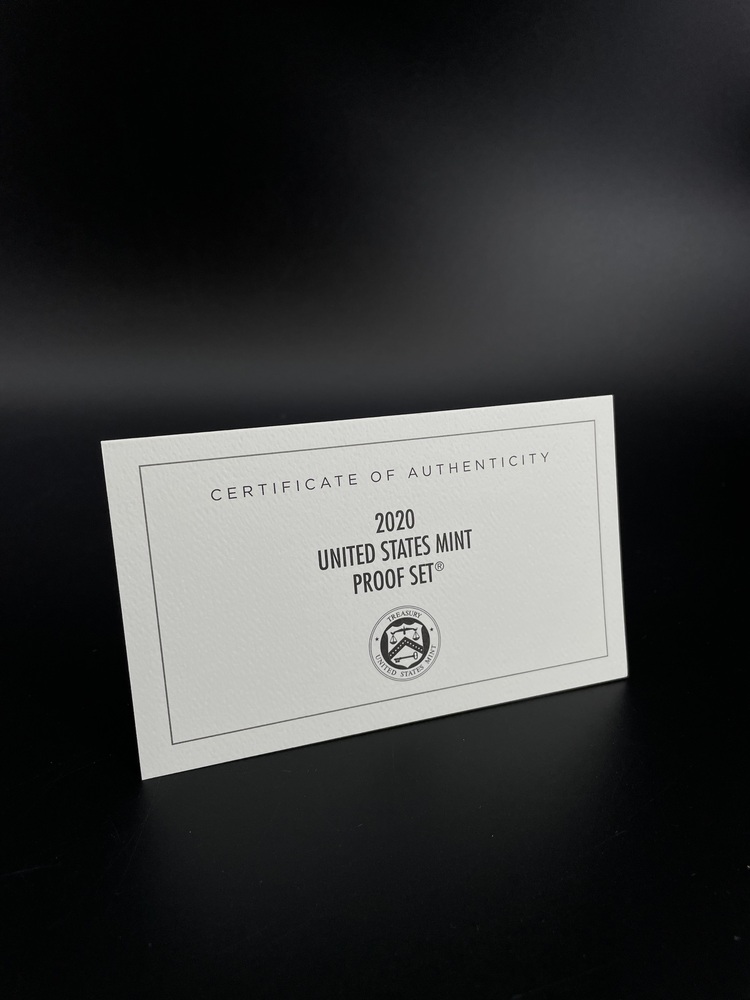 CERTIFICATE OF AUTHENTICITY
2020
UNITED STATES MINT
PROOF SET®
TREASURY
UNITED STATES MINT